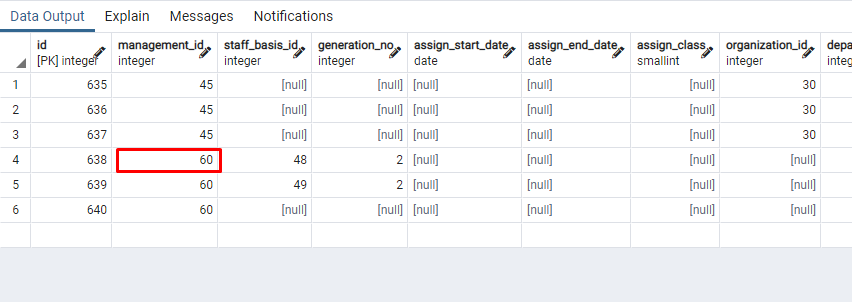 Data Output Explain Messages Notifications
id management_id staff_basis_id generation_no assign_start_date assign_end_date assign_class organization_id depa
[PK] integer integer integer integer date date smallint integer integ
1 635 45 [null] [null] [null] [null] [null] 30
2 636 45 [null] [null] [null] [null] [null] 30
3 637 45 [null] [null] [null] [null] [null] 30
4 638 60 48 2 [null] [null] [null] [null]
5 639 60 49 2 [null] [null] [null] [null]
6 640 60 [null] [null] [null] [null] [null] [null]